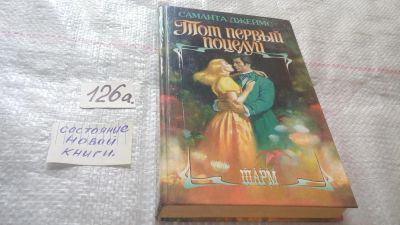 САМАНТА ДЖЕЙМС
Тот первый
поцелуй
ШАРМ
126а.
состояние
новой
книги.